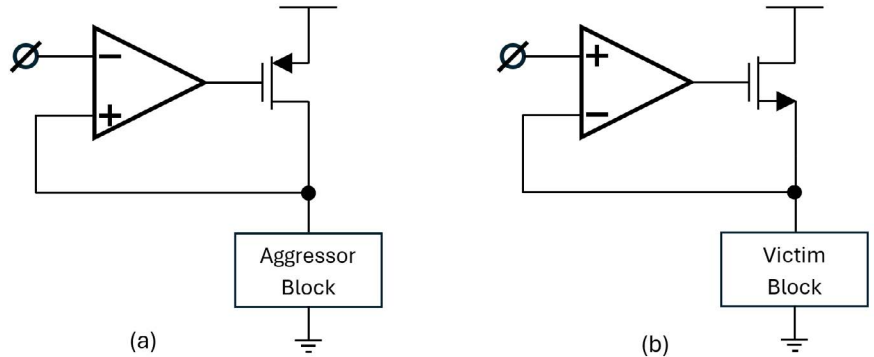 −
+
Aggressor
Block
(a)
+
−
Victim
Block
(b)